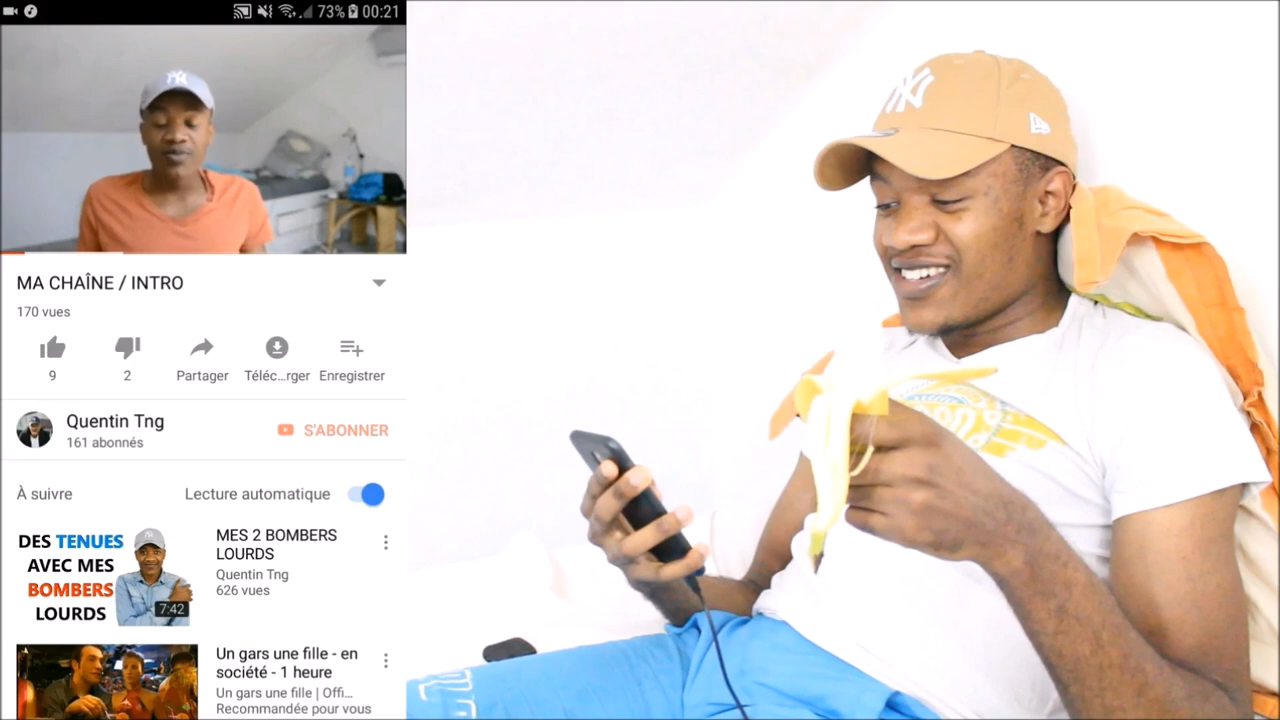 73% 00:21
NY
MA CHAÎNE / INTRO
170 vues
9
2
Partager
Téléc...rger
Enregistrer
Quentin Tng
161 abonnés
S'ABONNER
À suivre
Lecture automatique
DES TENUES
AVEC MES
BOMBERS
LOURDS
7:42
MES 2 BOMBERS
LOURDS
Quentin Tng
626 vues
Un gars une fille - en
société - 1 heure
Un gars une fille | Offi...
Recommandée pour vous
NY